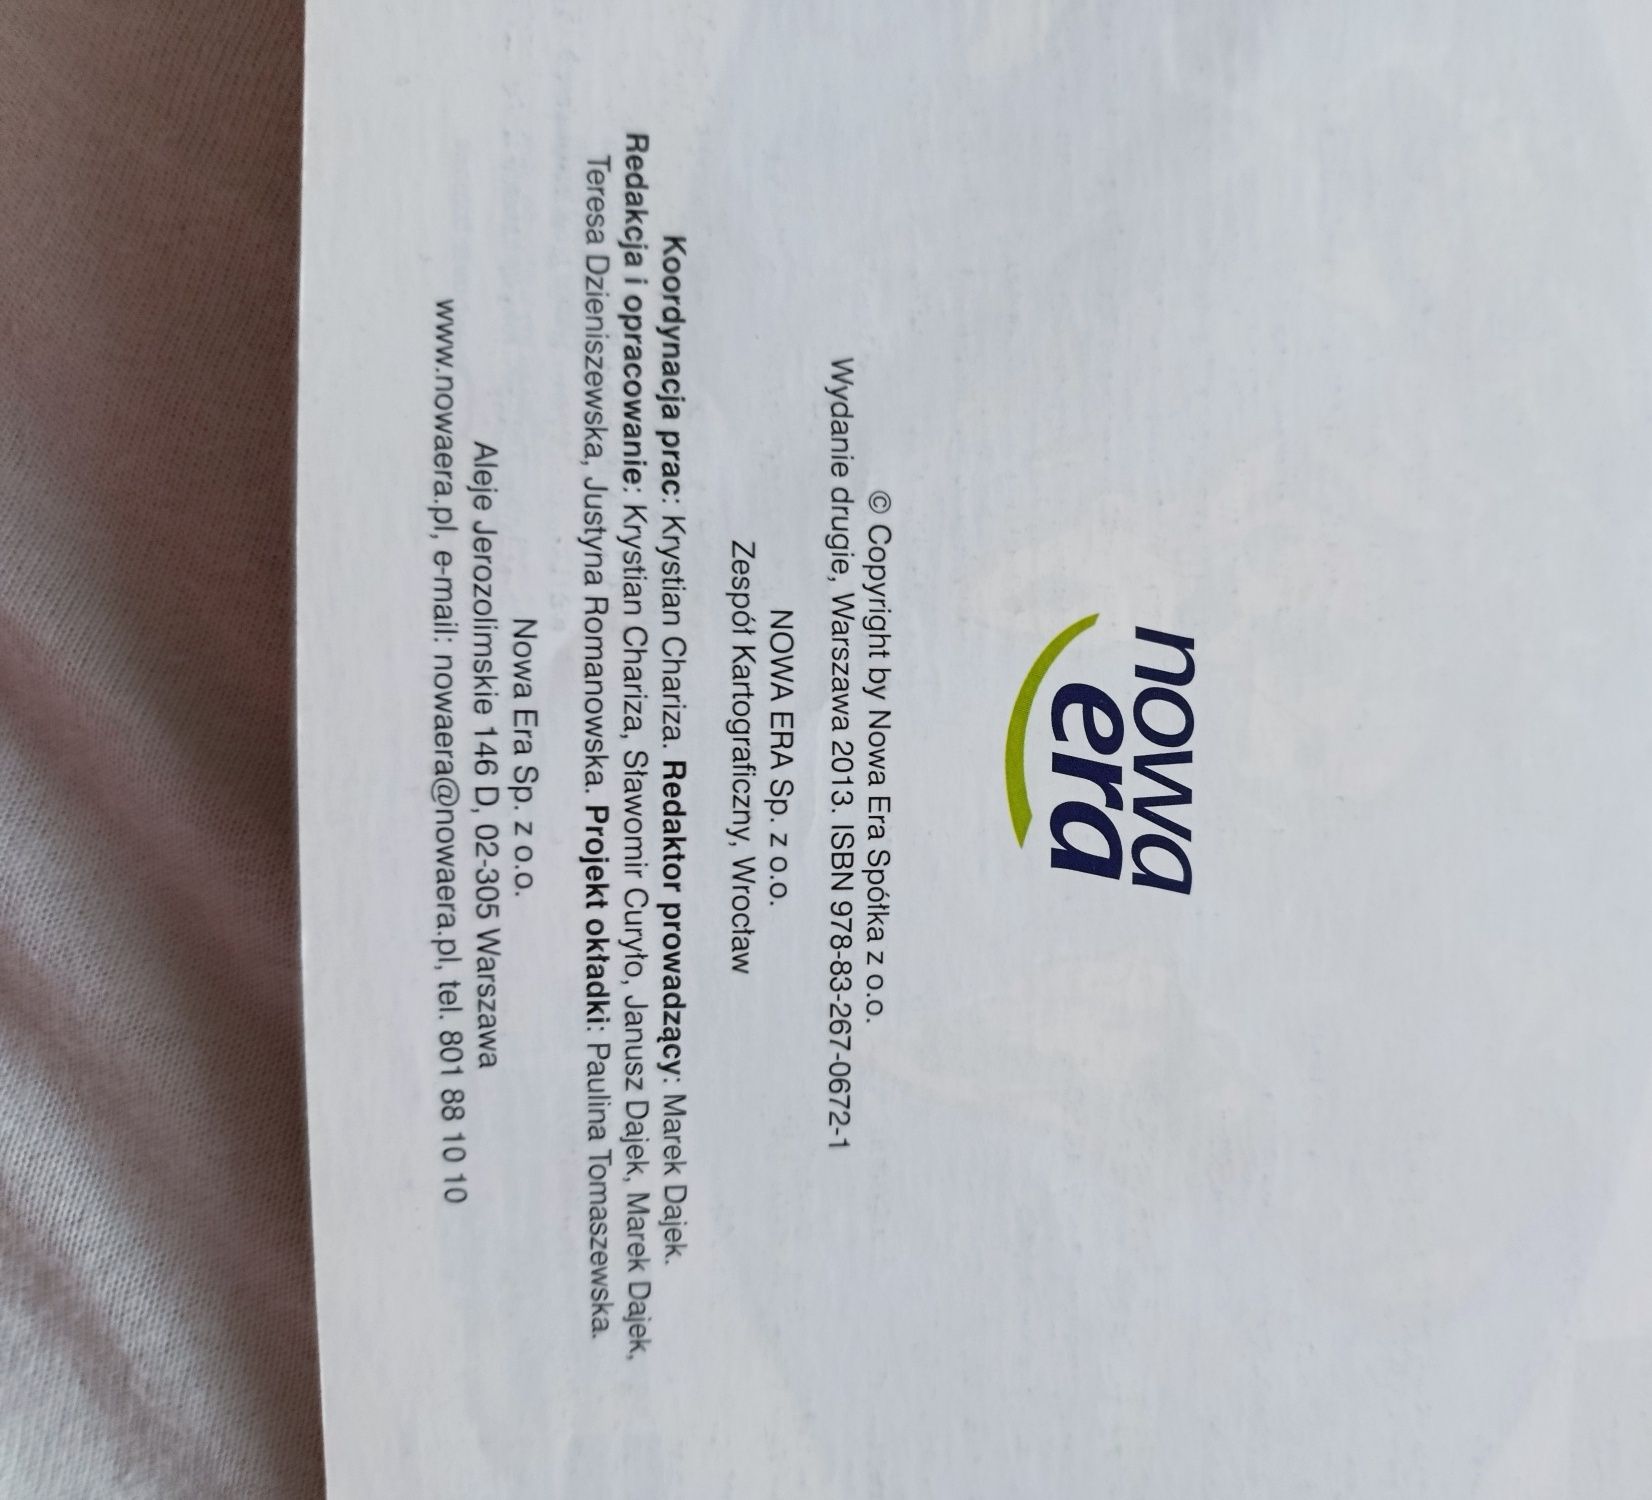 nowa
era
© Copyright by Nowa Era Spółka z o.o.
Wydanie drugie, Warszawa 2013. ISBN 978-83-267-0672-1
NOWA ERA Sp. z o.o.
Zespół Kartograficzny, Wrocław
Koordynacja prac: Krystian Chariza. Redaktor prowadzący: Marek Dajek.
Redakcja i opracowanie: Krystian Chariza, Sławomir Curyło, Janusz Dajek, Marek Dajek,
Teresa Dzieniszewska, Justyna Romanowska. Projekt okładki: Paulina Tomaszewska.
Nowa Era Sp. z o.o.
Aleje Jerozolimskie 146 D, 02-305 Warszawa
www.nowaera.pl, e-mail: nowaera@nowaera.pl, tel. 801 88 10 10